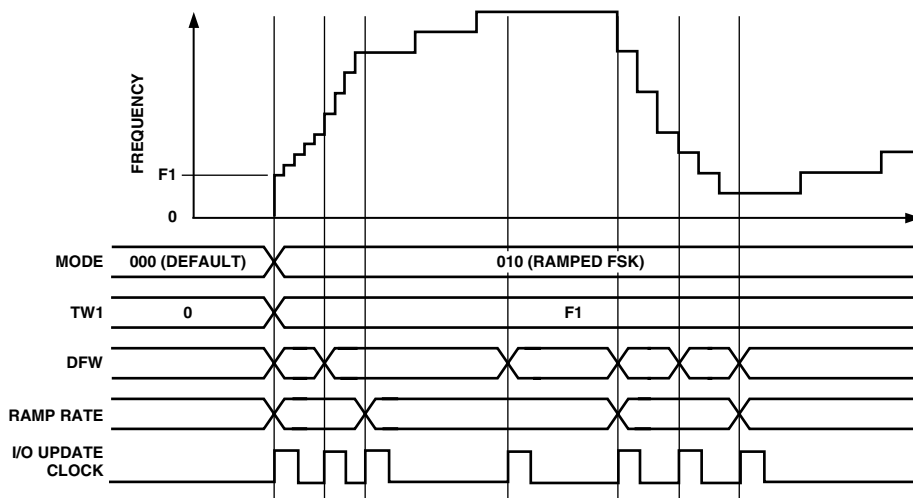 FREQUENCY
F1
0
MODE
000 (DEFAULT)
010 (RAMPED FSK)
TW1
0
F1
DFW
RAMP RATE
I/O UPDATE
CLOCK